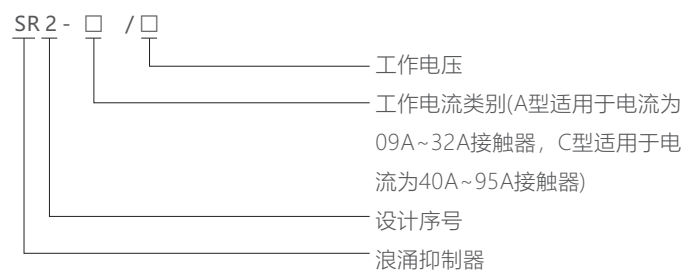 SR 2 - □ / □
工作电压
工作电流类别(A型适用于电流为
09A~32A接触器，C型适用于电
流为40A~95A接触器)
设计序号
浪涌抑制器